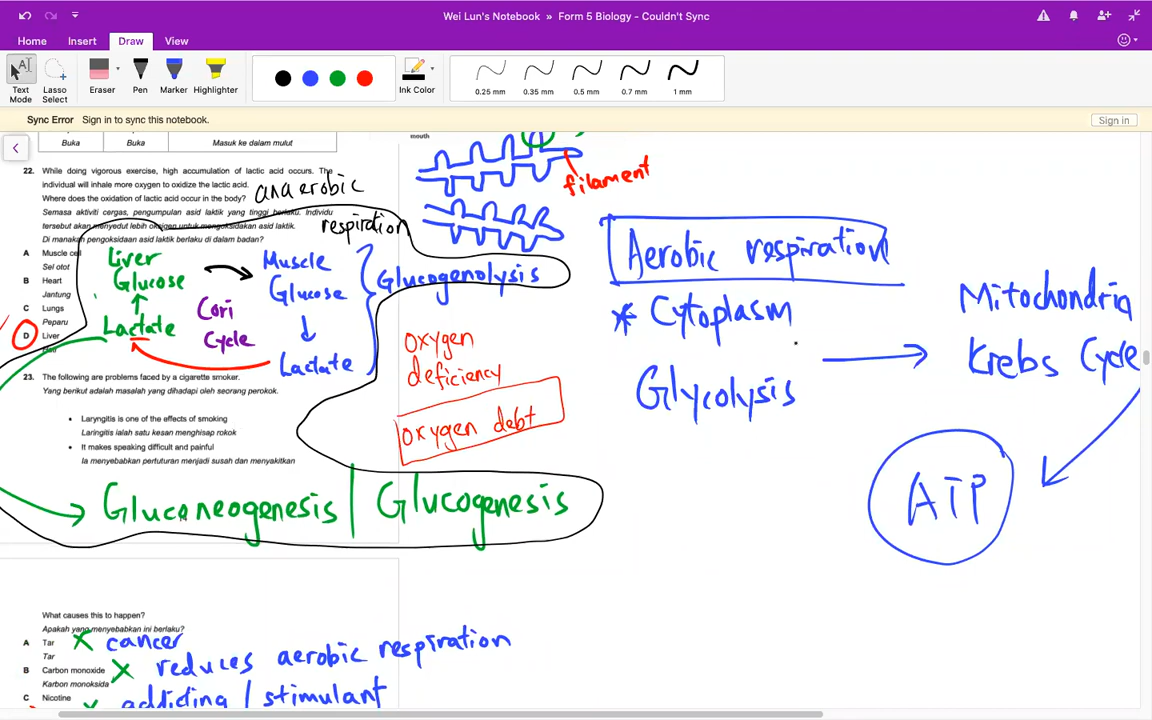 Wei Lun's Notebook » Form 5 Biology - Couldn't Sync
Home Insert Draw View
Text Mode
Lasso Select
Eraser
Pen
Marker
Highlighter
Ink Color
0.25 mm
0.35 mm
0.5 mm
0.7 mm
1 mm
Sync Error Sign in to sync this notebook.
Sign in
Buka Buka Masuk ke dalam mulut
mouth
filament
22. While doing vigorous exercise, high accumulation of lactic acid occurs. The
individual will inhale more oxygen to oxidize the lactic acid.
Where does the oxidation of lactic acid occur in the body?
anaerobic
respiration
Semasa aktiviti cergas, pengumpulan asid laktik yang tinggi berlaku. Individu
tersebut akan menyedut lebih oksigen untuk mengoksidakan asid laktik.
Di manakah pengoksidaan asid laktik berlaku di dalam badan?
A Muscle cell
Sel otot
B Heart
Jantung
C Lungs
Peparu
D Liver
Liver
Glucose
Lactate
Cori
Cycle
Muscle
Glucose
Lactate
Glucogenolysis
oxygen
deficiency
oxygen debt
Aerobic respiration
* Cytoplasm
Glycolysis
Mitochondria
Krebs Cycle
ATP
23. The following are problems faced by a cigarette smoker.
Yang berikut adalah masalah yang dihadapi oleh seorang perokok.
• Laryngitis is one of the effects of smoking
Laringitis ialah satu kesan menghisap rokok
• It makes speaking difficult and painful
Ia menyebabkan pertuturan menjadi susah dan menyakitkan
Gluconeogenesis | Glucogenesis
What causes this to happen?
Apakah yang menyebabkan ini berlaku?
A Tar
Tar
cancer
B Carbon monoxide
Karbon monoksida
reduces aerobic respiration
C Nicotine
addicting / stimulant